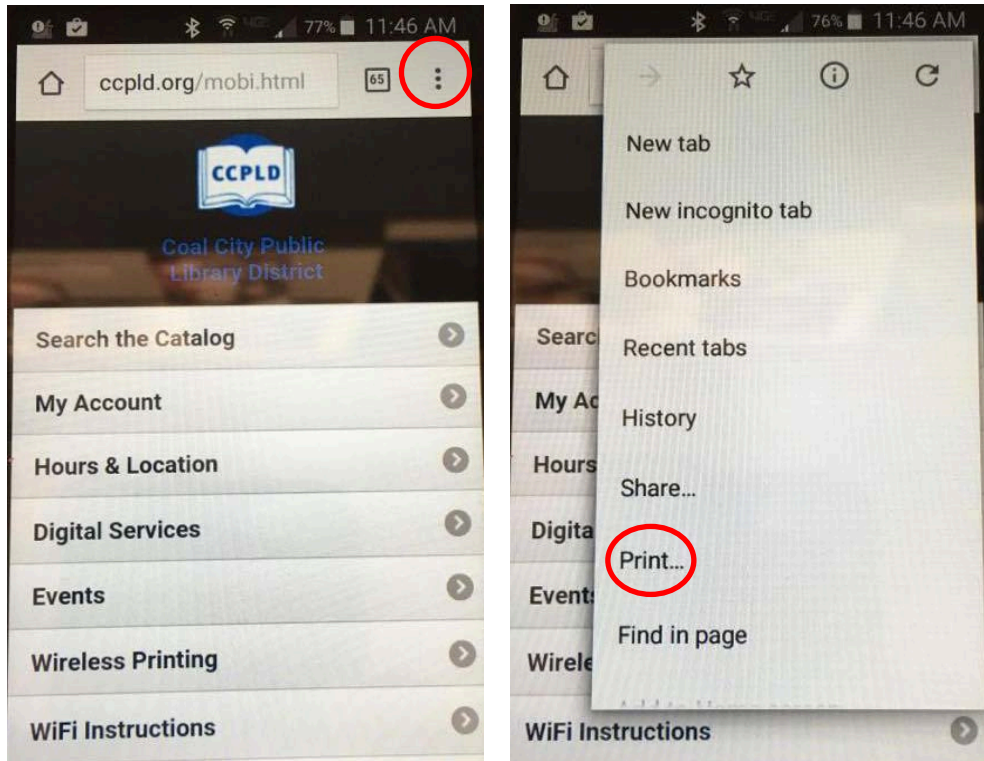 77% 11:46 AM
ccpld.org/mobi.html 65
CCPLD
Coal City Public
Library District
Search the Catalog
My Account
Hours & Location
Digital Services
Events
Wireless Printing
WiFi Instructions
76% 11:46 AM
New tab
New incognito tab
Bookmarks
Recent tabs
History
Share...
Print...
Find in page
Searc
My Ac
Hours
Digita
Event
Wirele
WiFi Instructions